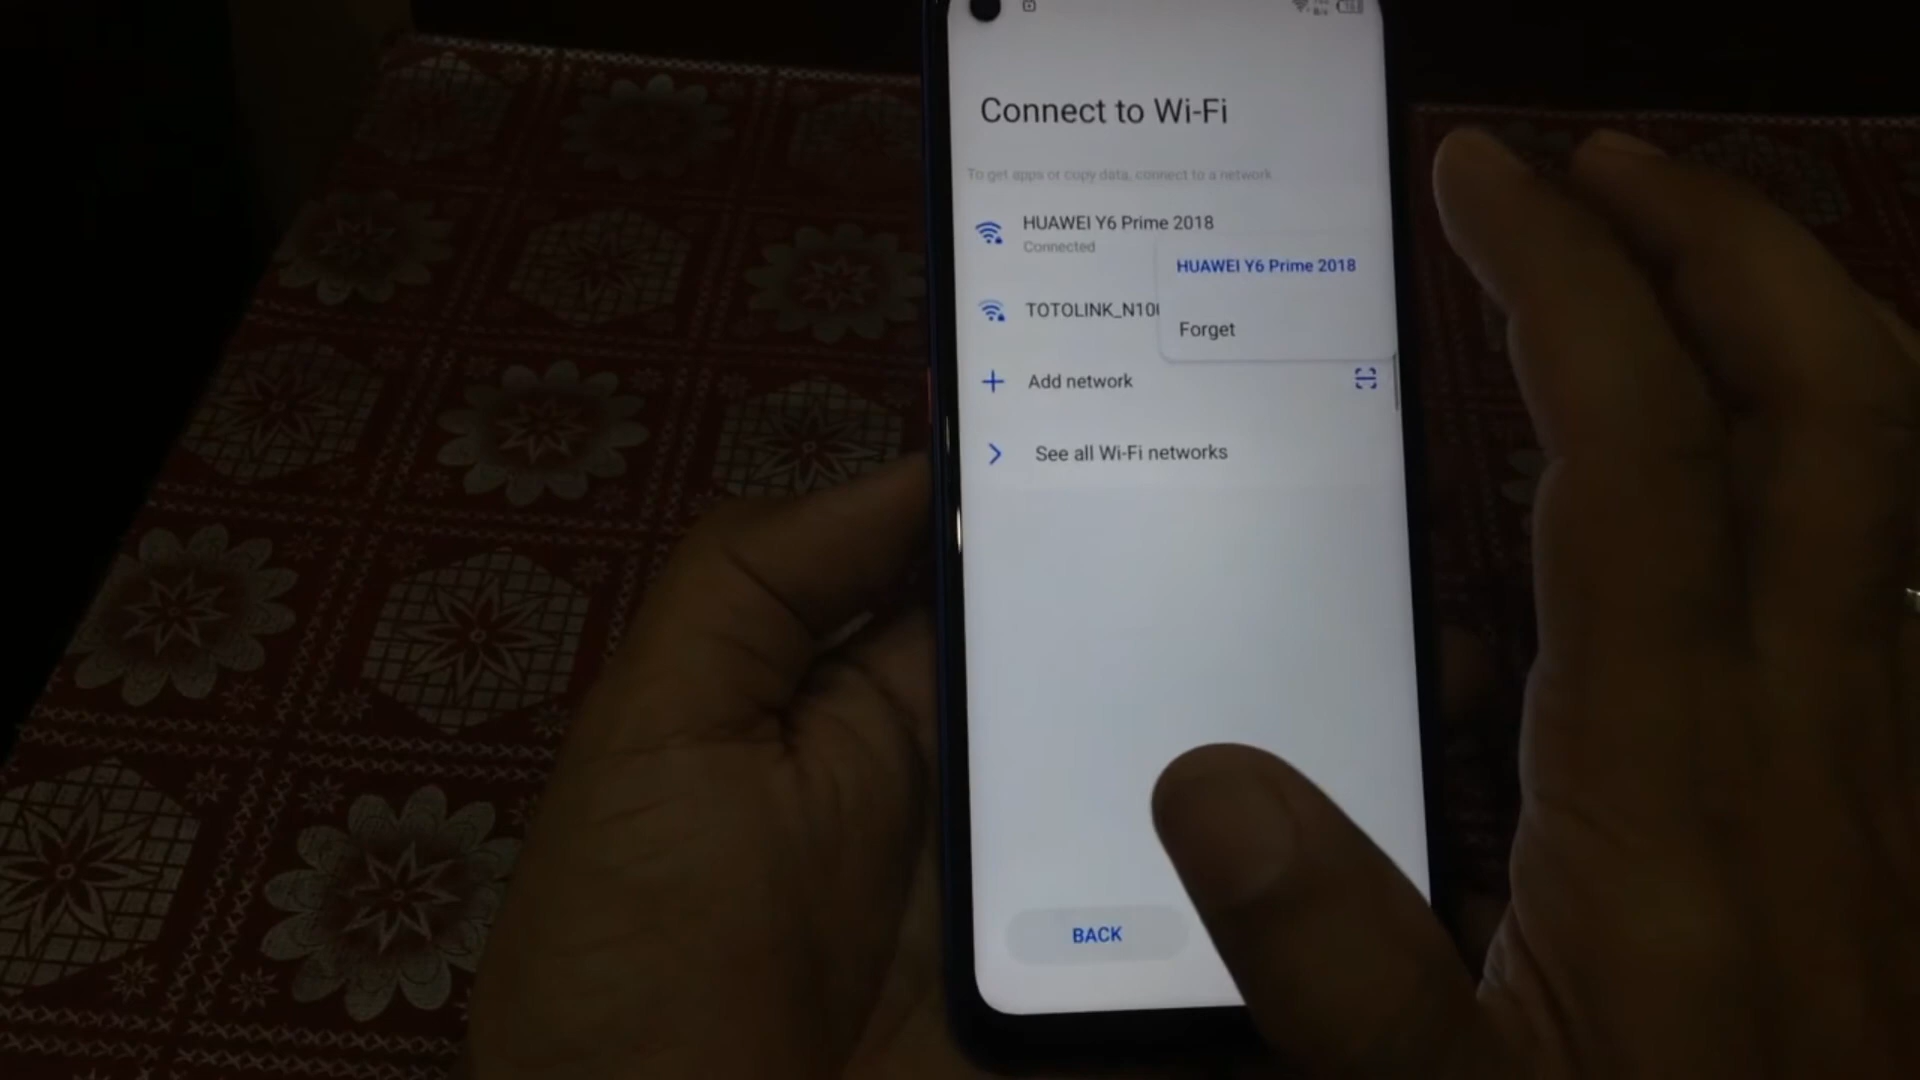 Connect to Wi-Fi
To get apps or copy data, connect to a network
HUAWEI Y6 Prime 2018
Connected
HUAWEI Y6 Prime 2018
TOTOLINK_N10
Forget
Add network
See all Wi-Fi networks
BACK